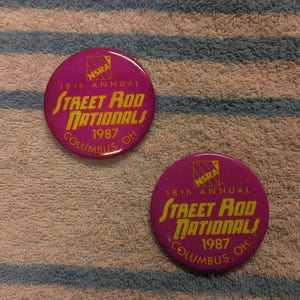 NSRA
18th ANNUAL
STREET ROD
NATIONALS
1987
COLUMBUS, OH.
NSRA
18th ANNUAL
STREET ROD
NATIONALS
1987
COLUMBUS, OH.